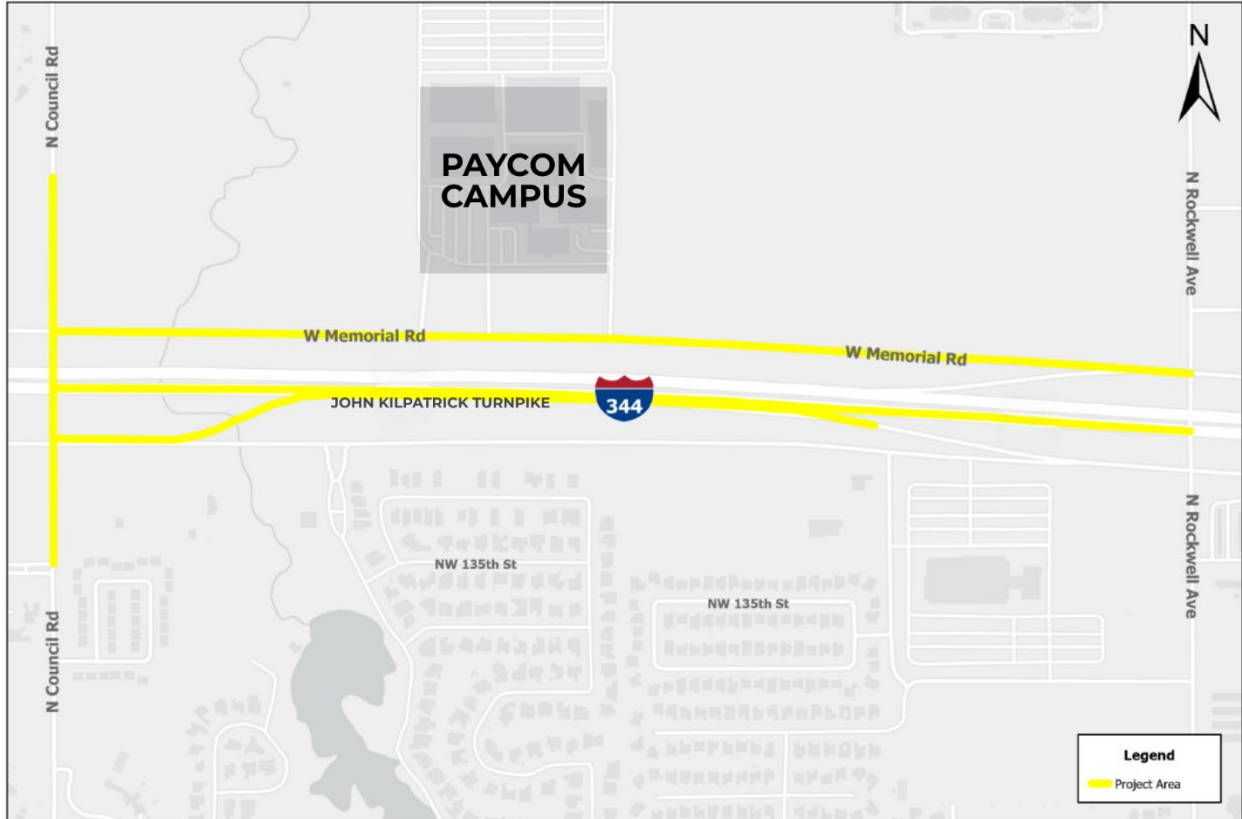 N
N Council Rd
PAYCOM
CAMPUS
N Rockwell Ave
W Memorial Rd
W Memorial Rd
JOHN KILPATRICK TURNPIKE
344
N Rockwell Ave
NW 135th St
NW 135th St
N Council Rd
Legend
Project Area